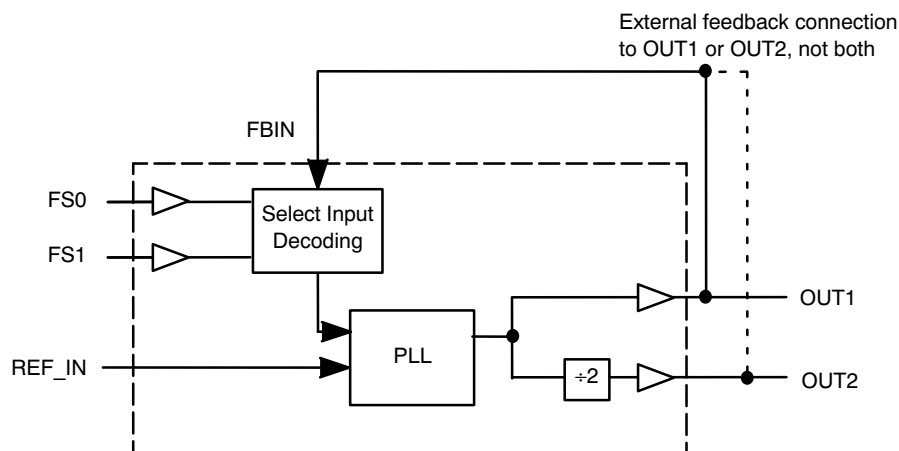 External feedback connection
to OUT1 or OUT2, not both
FBIN
FS0
Select Input
Decoding
FS1
OUT1
PLL
REF_IN
÷2
OUT2